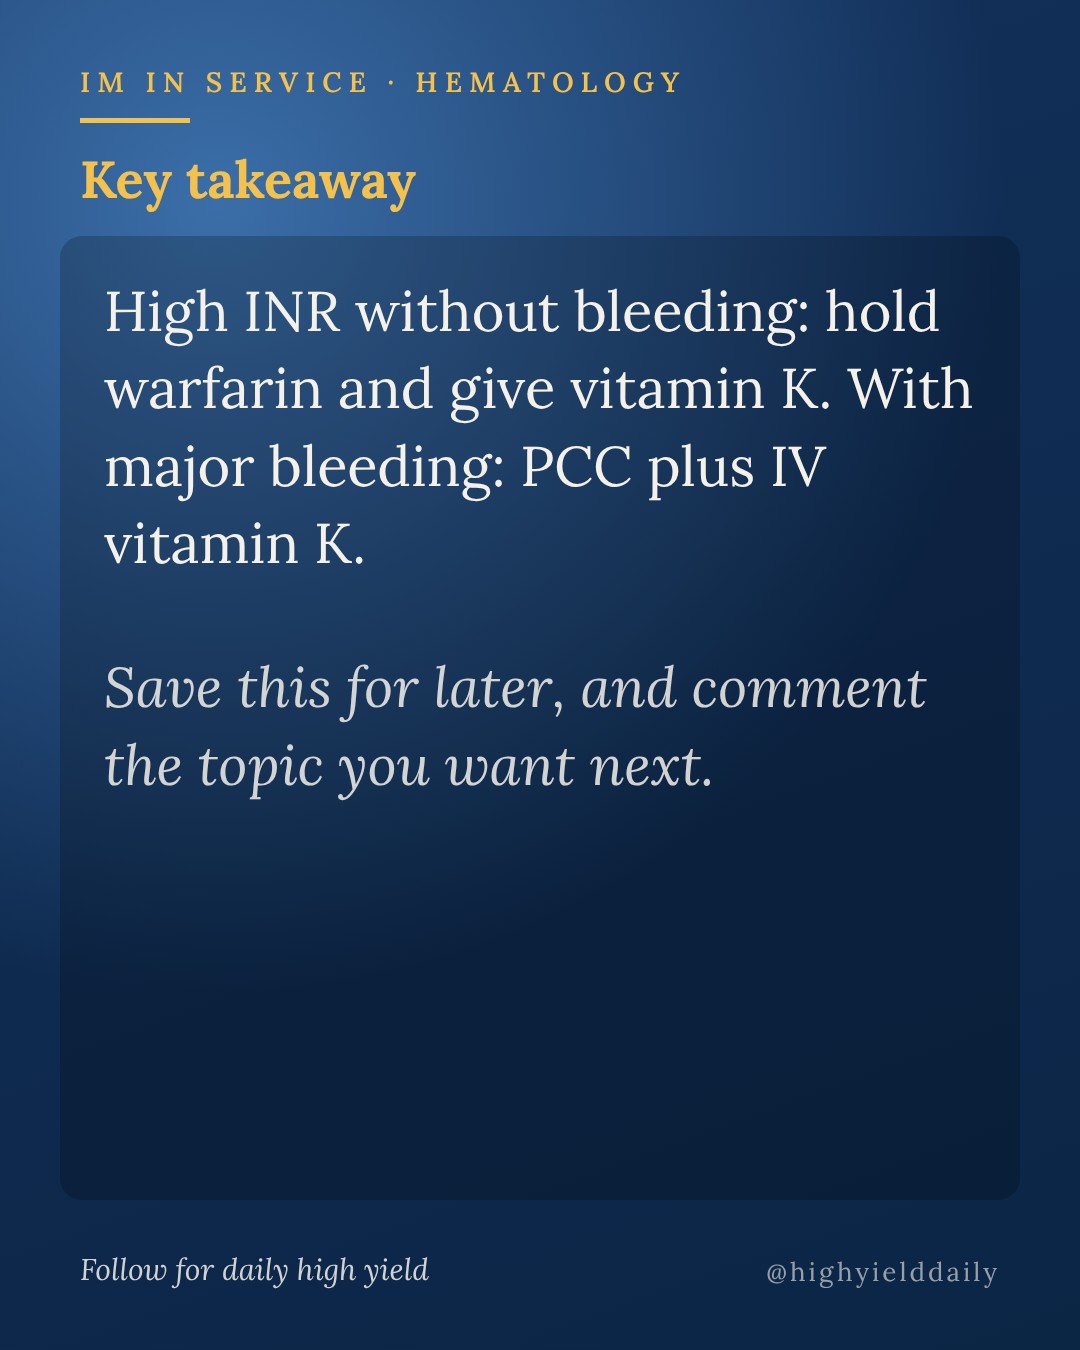 IM IN SERVICE · HEMATOLOGY
Key takeaway
High INR without bleeding: hold
warfarin and give vitamin K. With
major bleeding: PCC plus IV
vitamin K.
Save this for later, and comment
the topic you want next.
Follow for daily high yield
@highyielddaily